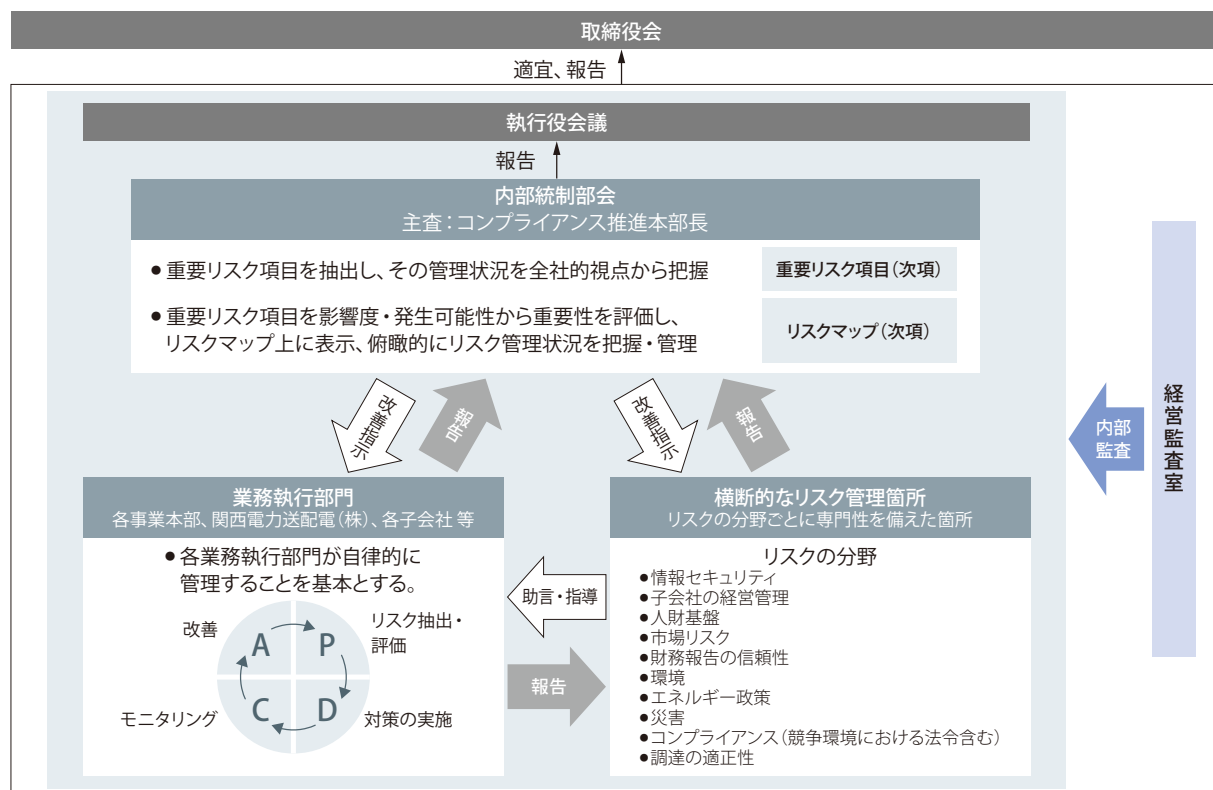 取締役会
適宜、報告
執行役会議
報告
内部統制部会
主査：コンプライアンス推進本部長
●重要リスク項目を抽出し、その管理状況を全社的視点から把握
重要リスク項目（次項）
●重要リスク項目を影響度・発生可能性から重要性を評価し、
リスクマップ上に表示、俯瞰的にリスク管理状況を把握・管理
リスクマップ（次項）
改善指示
報告
改善指示
報告
内部
監査
経営監査室
業務執行部門
各事業本部、関西電力送配電（株）、各子会社 等
●各業務執行部門が自律的に
管理することを基本とする。
改善
リスク抽出・
評価
A
P
C
D
モニタリング
対策の実施
助言・指導
報告
横断的なリスク管理箇所
リスクの分野ごとに専門性を備えた箇所
リスクの分野
●情報セキュリティ
●子会社の経営管理
●人財基盤
●市場リスク
●財務報告の信頼性
●環境
●エネルギー政策
●災害
●コンプライアンス（競争環境における法令含む）
●調達の適正性